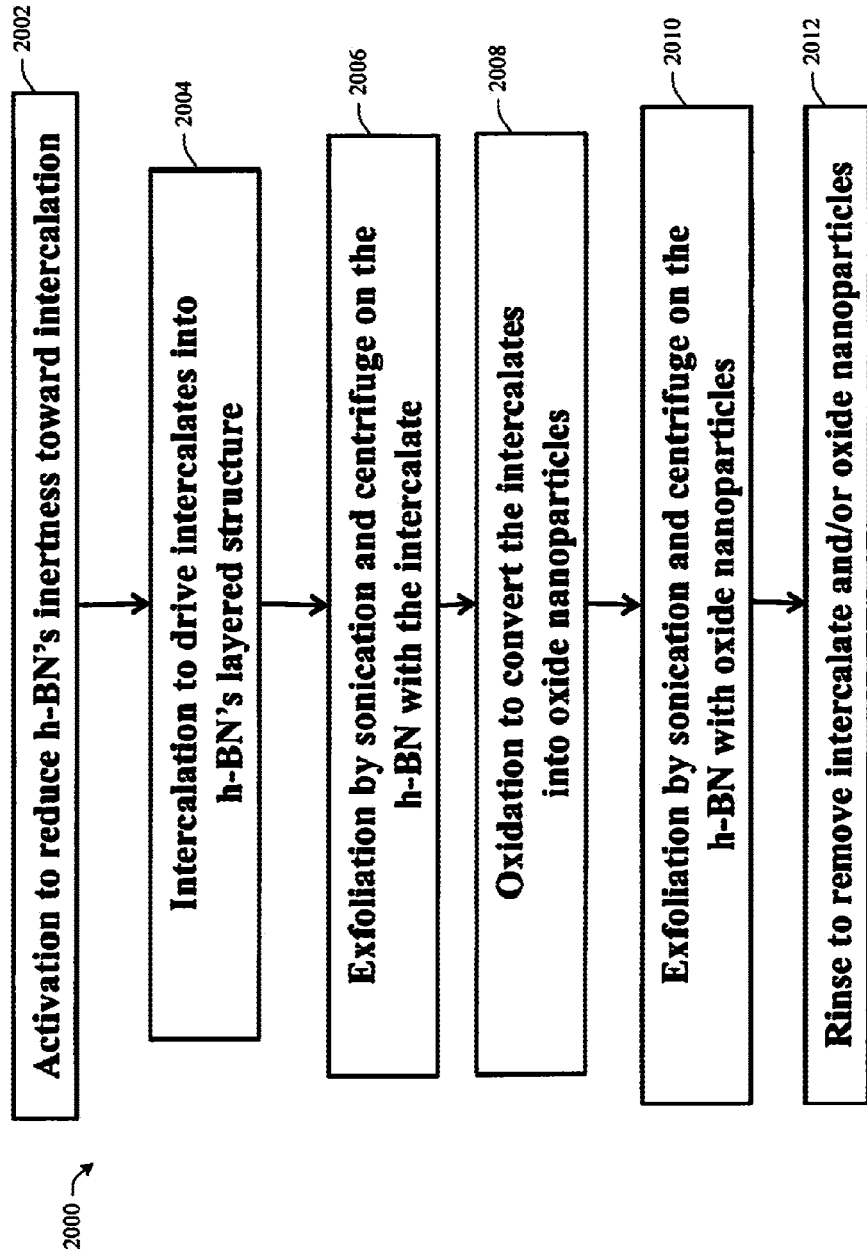 2000
Activation to reduce h-BN's inertness toward intercalation
2002
Intercalation to drive intercalates into
h-BN's layered structure
2004
Exfoliation by sonication and centrifuge on the
h-BN with the intercalate
2006
Oxidation to convert the intercalates
into oxide nanoparticles
2008
Exfoliation by sonication and centrifuge on the
h-BN with oxide nanoparticles
2010
Rinse to remove intercalate and/or oxide nanoparticles
2012